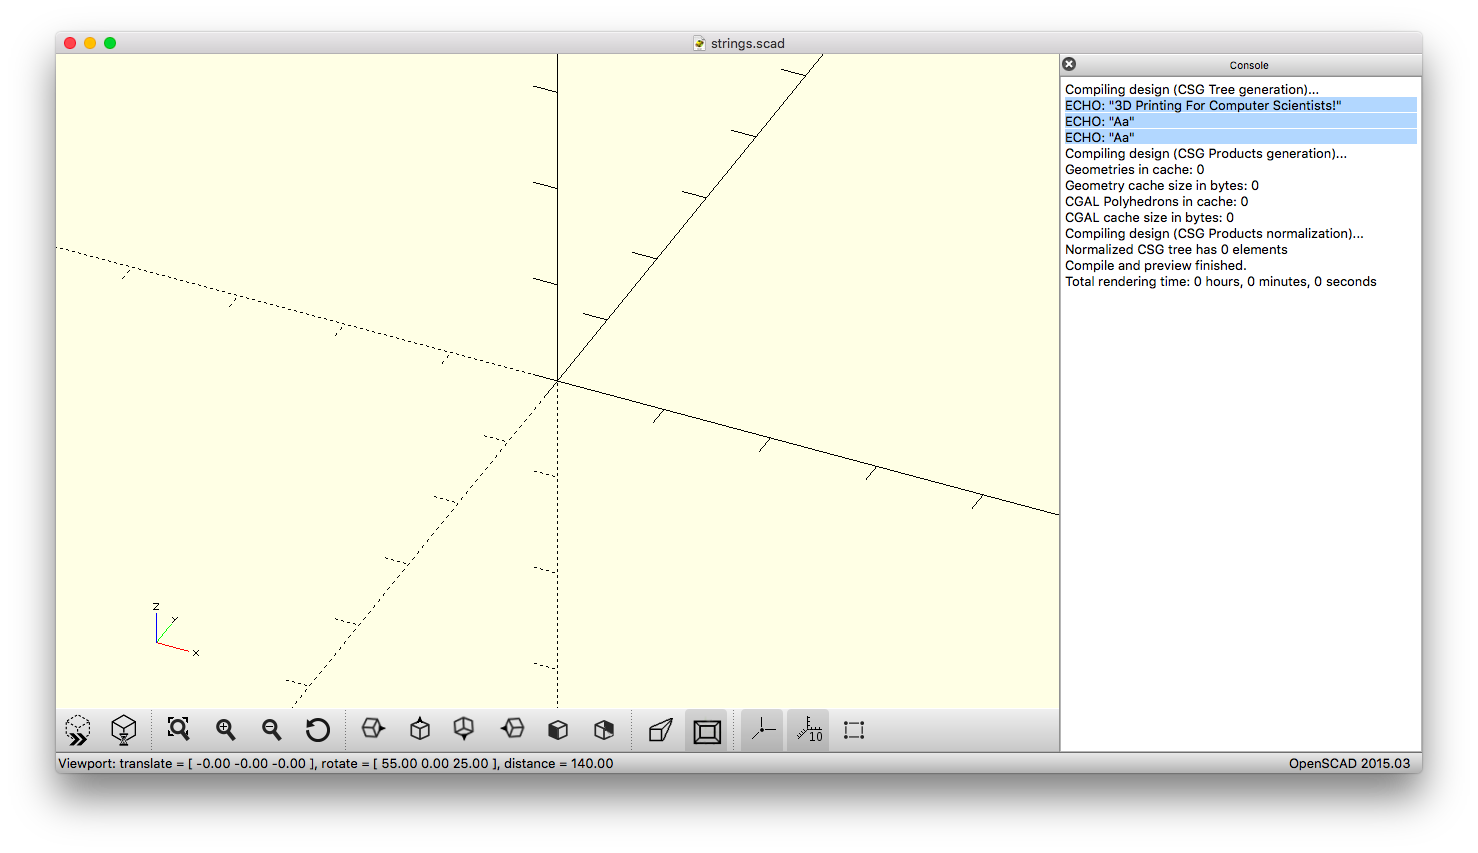 strings.scad
Console
Compiling design (CSG Tree generation)...
ECHO: "3D Printing For Computer Scientists!"
ECHO: "Aa"
ECHO: "Aa"
Compiling design (CSG Products generation)...
Geometries in cache: 0
Geometry cache size in bytes: 0
CGAL Polyhedrons in cache: 0
CGAL cache size in bytes: 0
Compiling design (CSG Products normalization)...
Normalized CSG tree has 0 elements
Compile and preview finished.
Total rendering time: 0 hours, 0 minutes, 0 seconds
Z
Y
X
10
Viewport: translate = [ -0.00 -0.00 -0.00 ], rotate = [ 55.00 0.00 25.00 ], distance = 140.00
OpenSCAD 2015.03